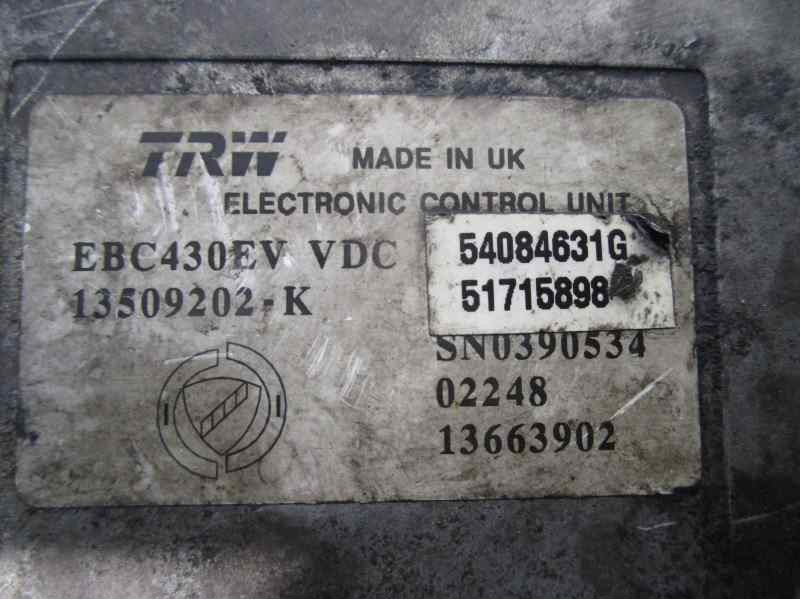 TRW MADE IN UK
ELECTRONIC CONTROL UNIT
EBC430EV VDC 54084631G
13509202-K 51715898
SN0390534
02248
13663902